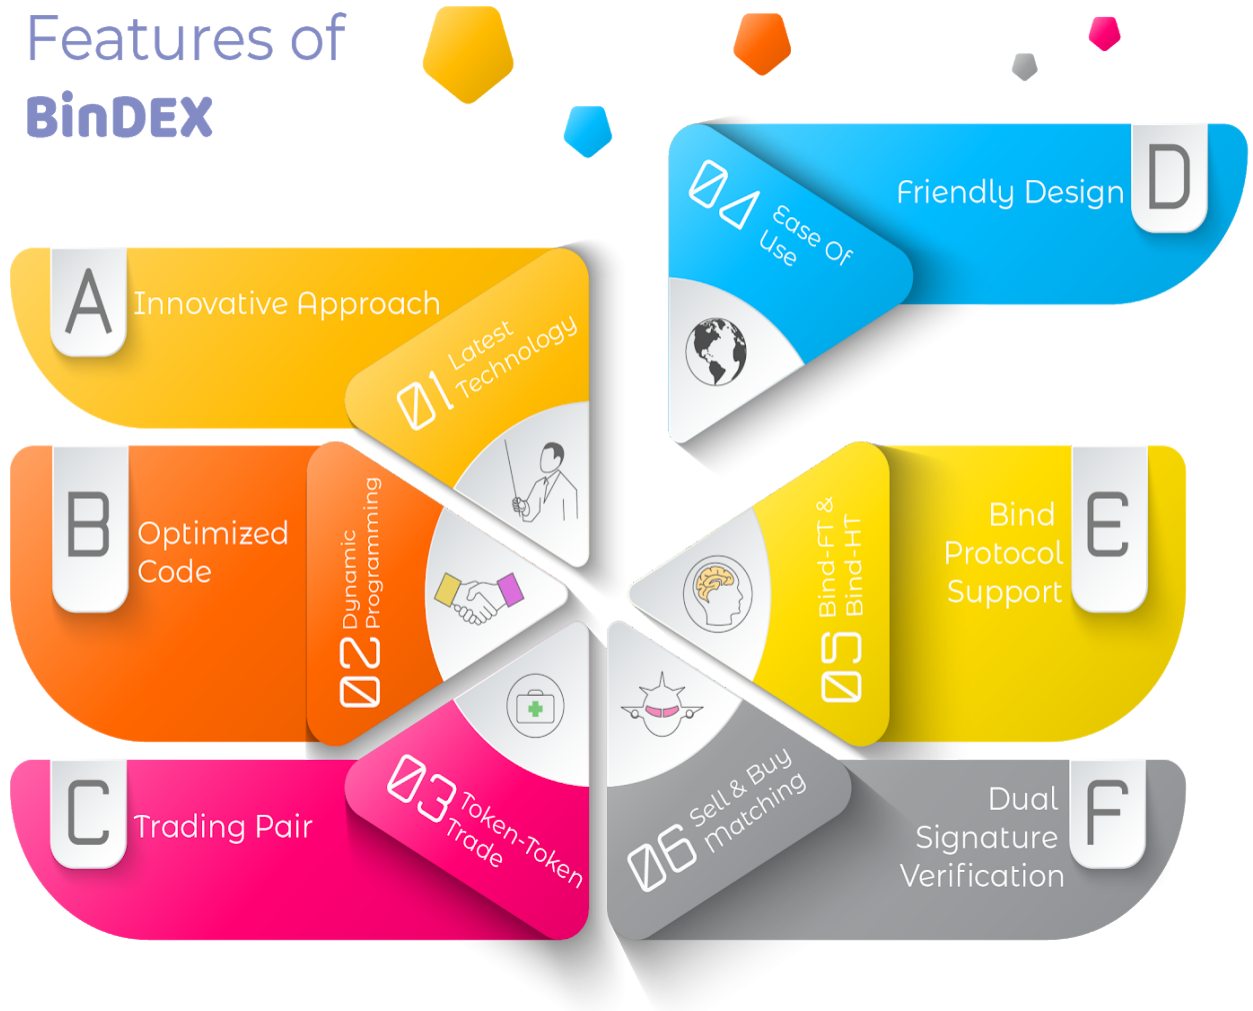 Features of
BinDEX
A
Innovative Approach
01
Latest
Technology
B
Optimized
Code
02
Dynamic
Programming
C
Trading Pair
03
Token-Token
Trade
D
Friendly Design
04
Ease Of
Use
E
Bind
Protocol
Support
05
Bind-FT &
Bind-HT
F
Dual
Signature
Verification
06
Sell & Buy
Matching